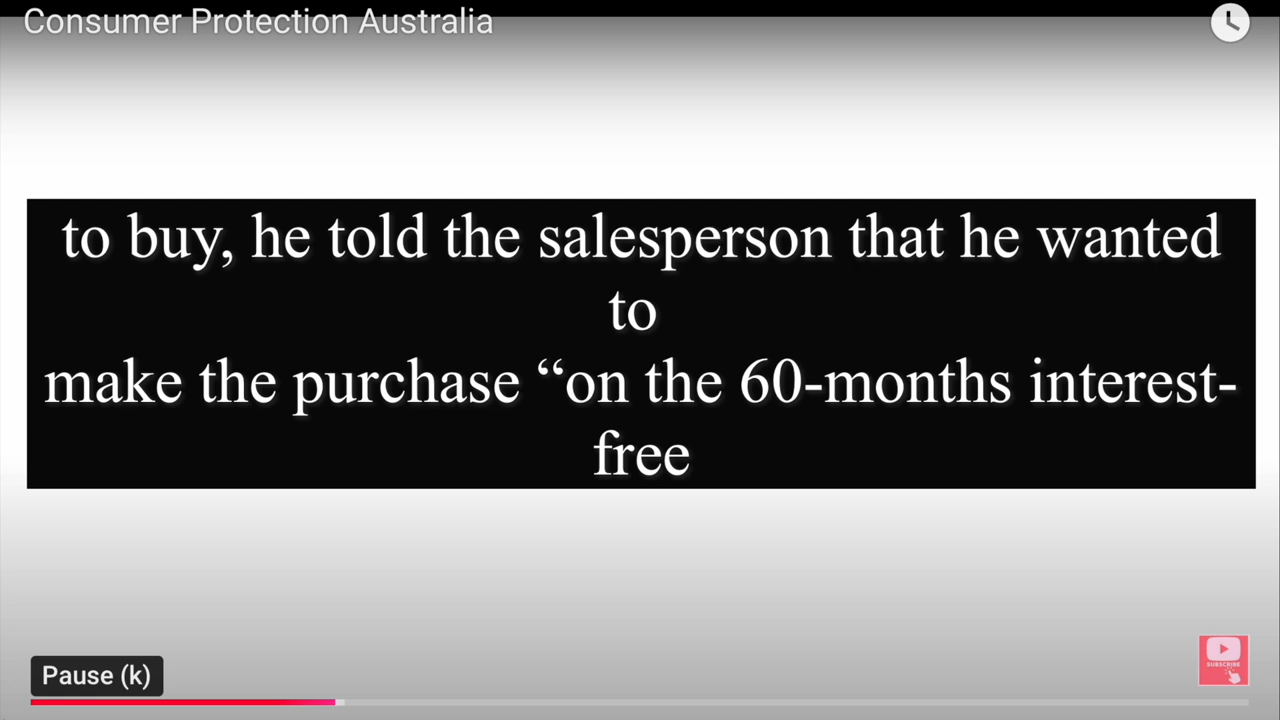 Consumer Protection Australia
to buy, he told the salesperson that he wanted
to
make the purchase “on the 60-months interest-
free
SUBSCRIBE
Pause (k)